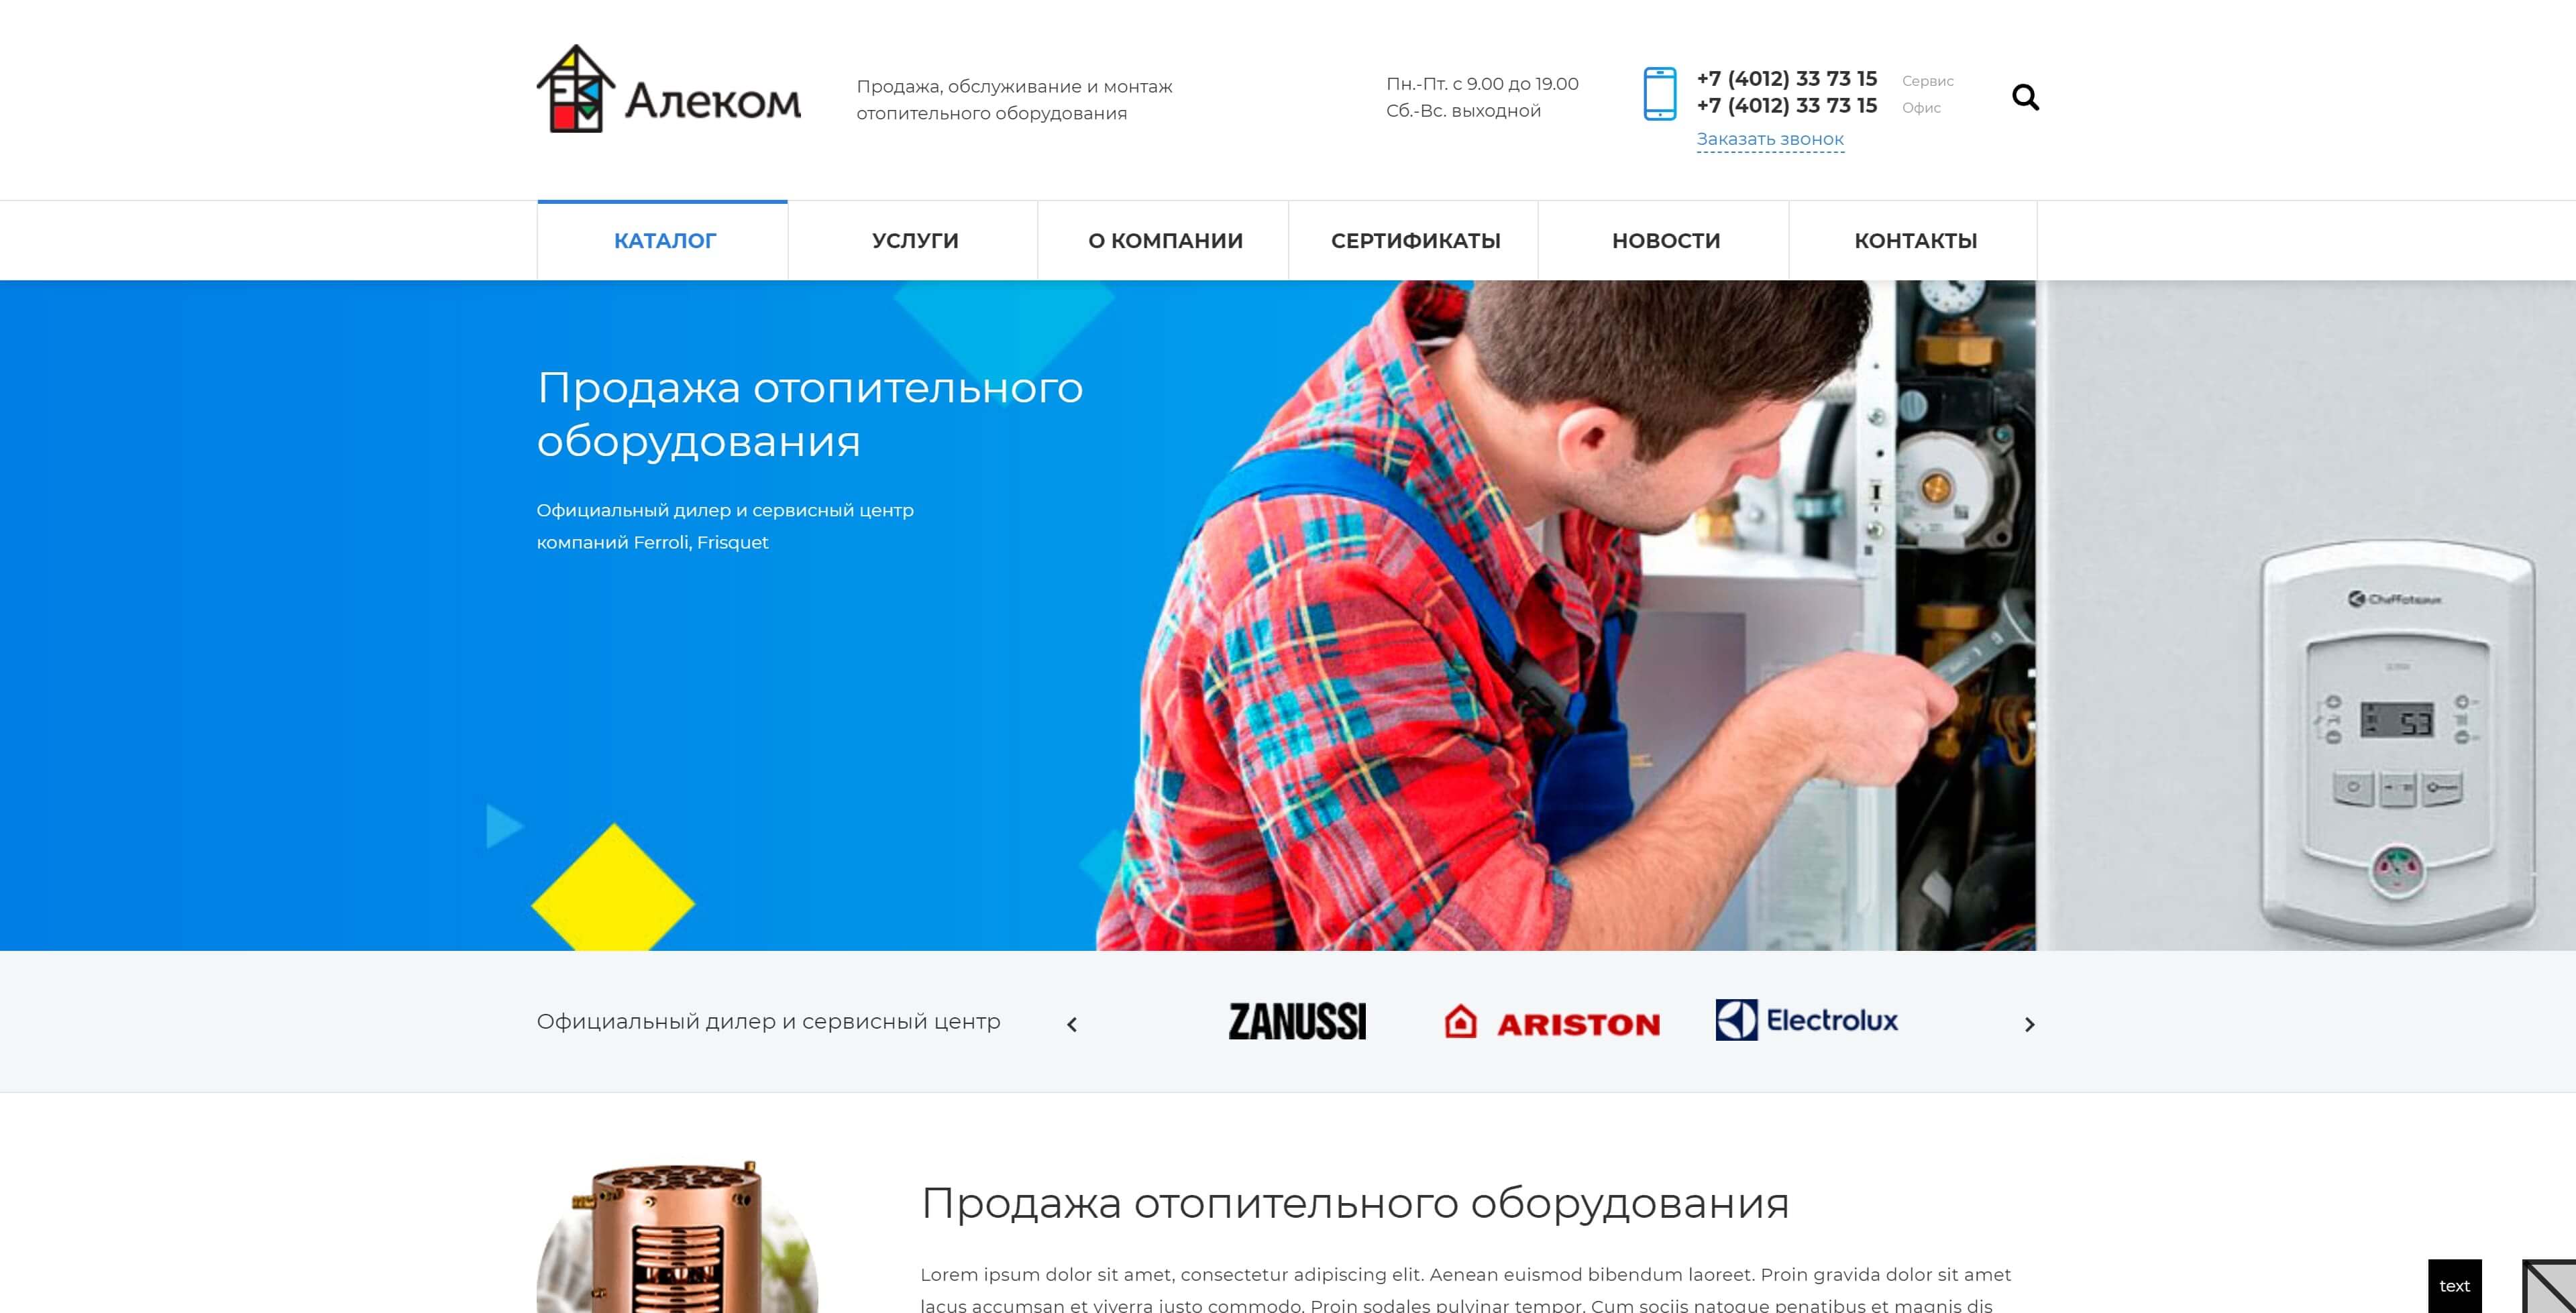 Алеком
Продажа, обслуживание и монтаж
отопительного оборудования
Пн.-Пт. с 9.00 до 19.00
Сб.-Вс. выходной
+7 (4012) 33 73 15 Сервис
+7 (4012) 33 73 15 Офис
Заказать звонок
КАТАЛОГ
УСЛУГИ
О КОМПАНИИ
СЕРТИФИКАТЫ
НОВОСТИ
КОНТАКТЫ
Продажа отопительного
оборудования
Официальный дилер и сервисный центр
компаний Ferroli, Frisquet
Chaffoteaux
53
Официальный дилер и сервисный центр
ZANUSSI
ARISTON
Electrolux
Продажа отопительного оборудования
Lorem ipsum dolor sit amet, consectetur adipiscing elit. Aenean euismod bibendum laoreet. Proin gravida dolor sit amet
lacus accumsan et viverra justo commodo. Proin sodales pulvinar tempor. Cum sociis natoque penatibus et magnis dis
text